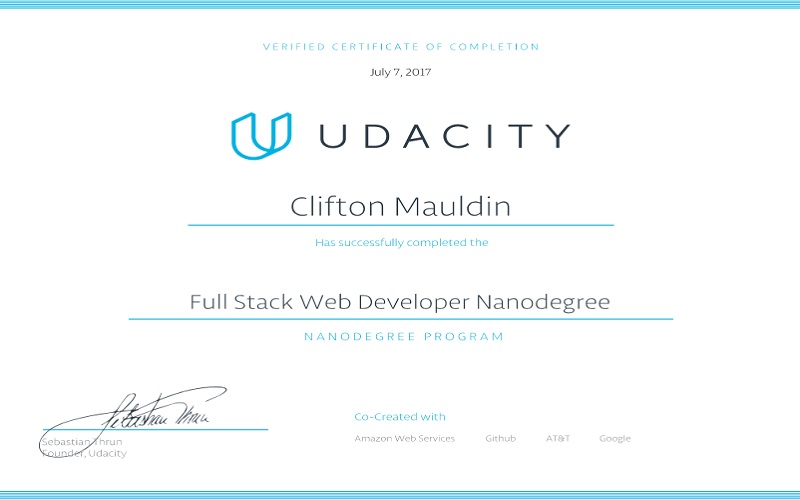 VERIFIED CERTIFICATE OF COMPLETION
July 7, 2017
UDACITY
Clifton Mauldin
Has successfully completed the
Full Stack Web Developer Nanodegree
NANODEGREE PROGRAM
Sebastian Thrun
Sebastian Thrun
Founder, Udacity
Co-Created with
Amazon Web Services Github AT&T Google